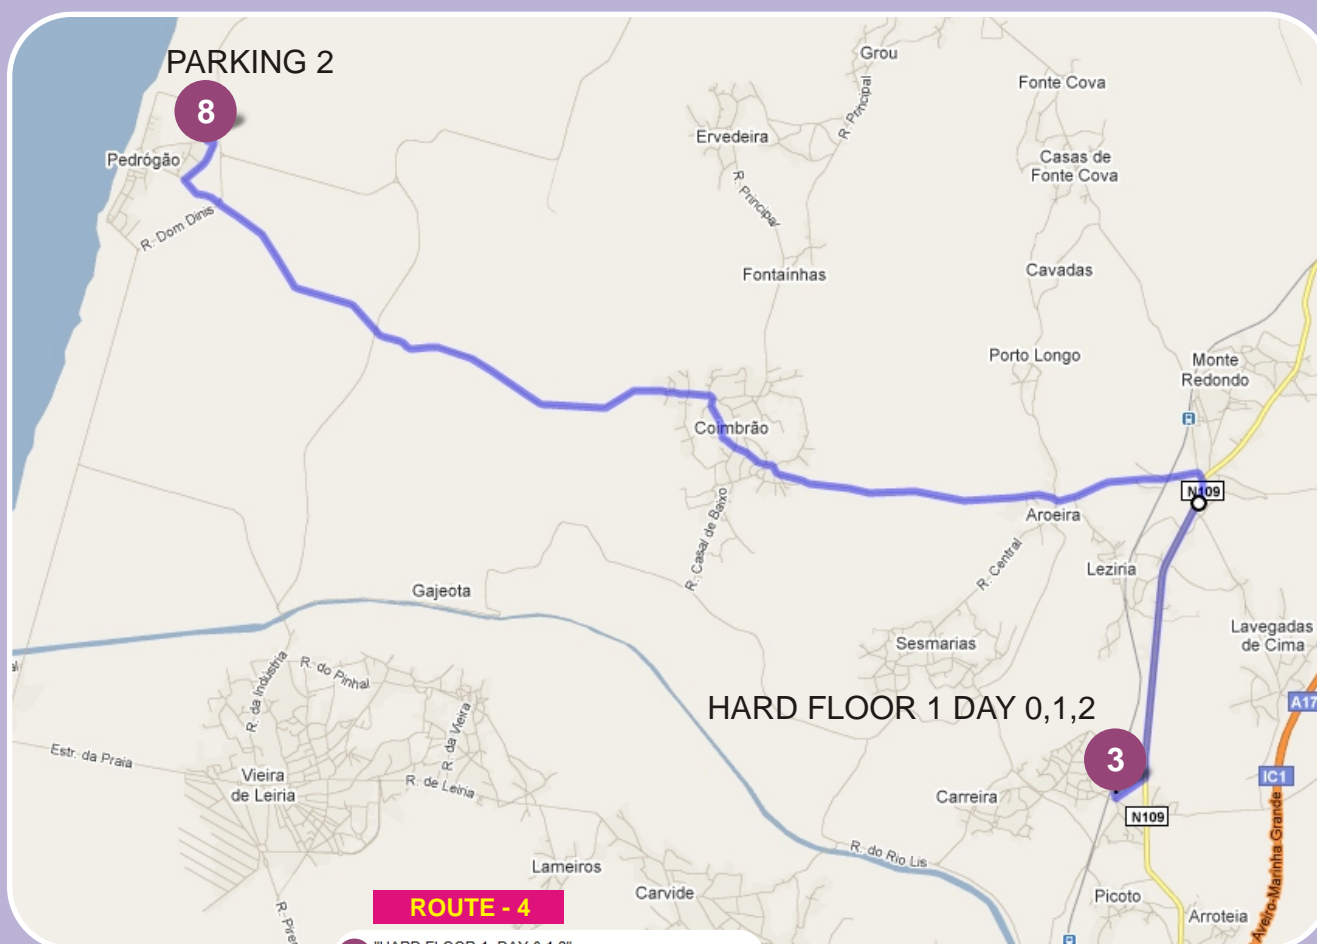 PARKING 2
8
Grou
Fonte Cova
R. Principal
Ervedeira
Pedrógão
Casas de
Fonte Cova
R. Principal
R. Dom Dinis
Fontaínhas
Cavadas
Porto Longo
Monte
Redondo
Coimbrão
N109
R. Casal de Baixo
Aroeira
R. Central
Leziria
Gajeota
Lavegadas
de Cima
Sesmarias
R. da Indústria
R. do Pinhal
HARD FLOOR 1 DAY 0,1,2
A17
R. da Vieira
Estr. da Praia
3
Vieira
de Leiria
R. de Leiria
IC1
Carreira
N109
Aveiro-Marinha Grande
R. do Rio Lis
Lameiros
Carvide
Picoto
ROUTE - 4
Arroteia